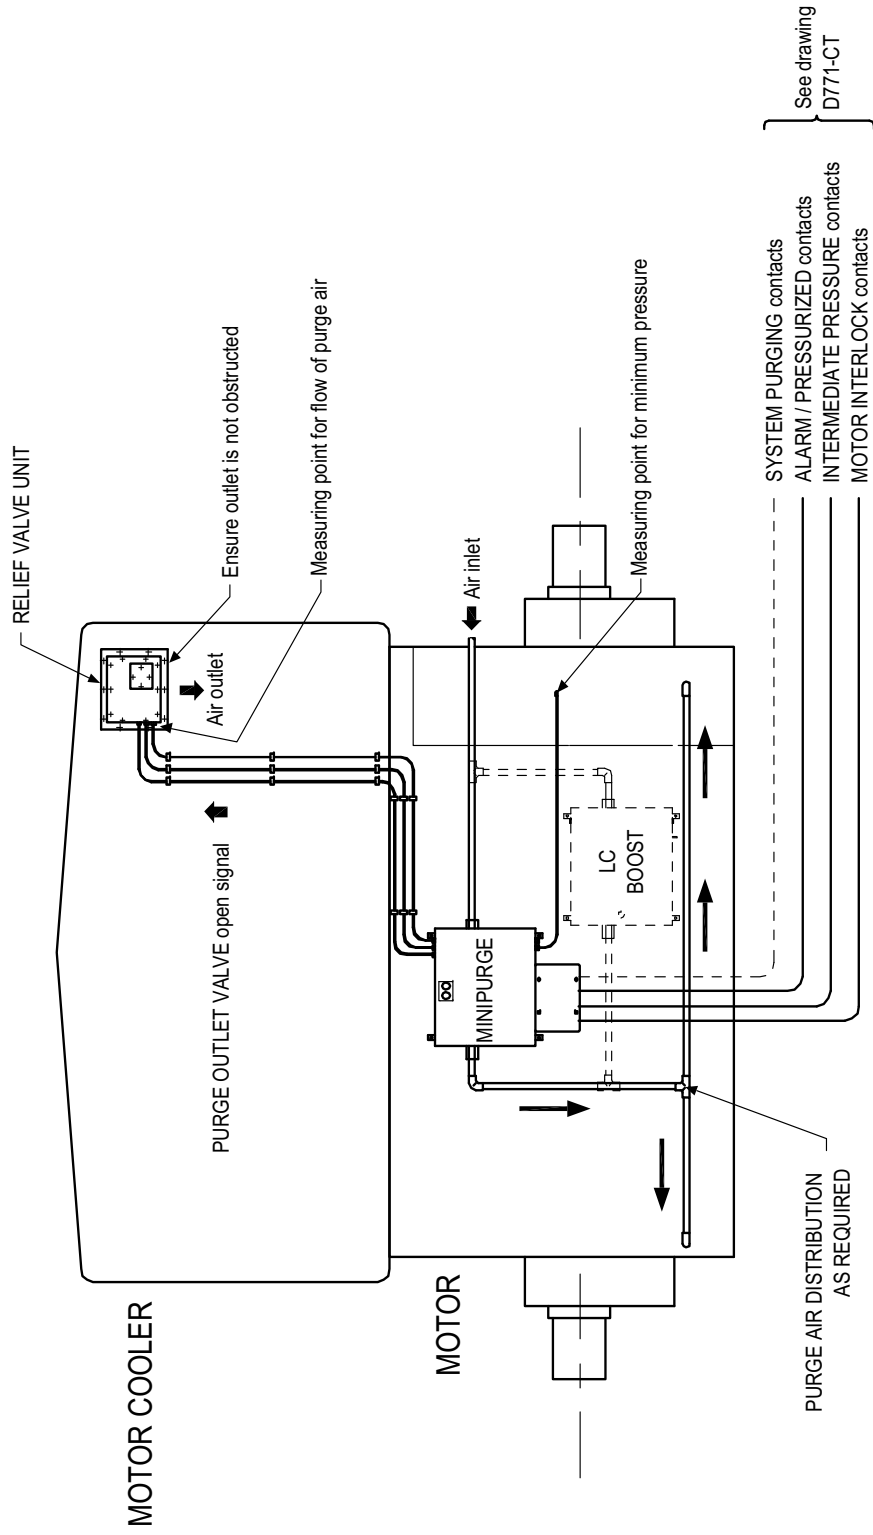 MOTOR COOLER
RELIEF VALVE UNIT
Ensure outlet is not obstructed
Measuring point for flow of purge air
Air outlet
PURGE OUTLET VALVE open signal
MOTOR
Air inlet
MINIPURGE
LC
BOOST
Measuring point for minimum pressure
PURGE AIR DISTRIBUTION
AS REQUIRED
SYSTEM PURGING contacts
ALARM / PRESSURIZED contacts
INTERMEDIATE PRESSURE contacts
MOTOR INTERLOCK contacts
See drawing
D771-CT